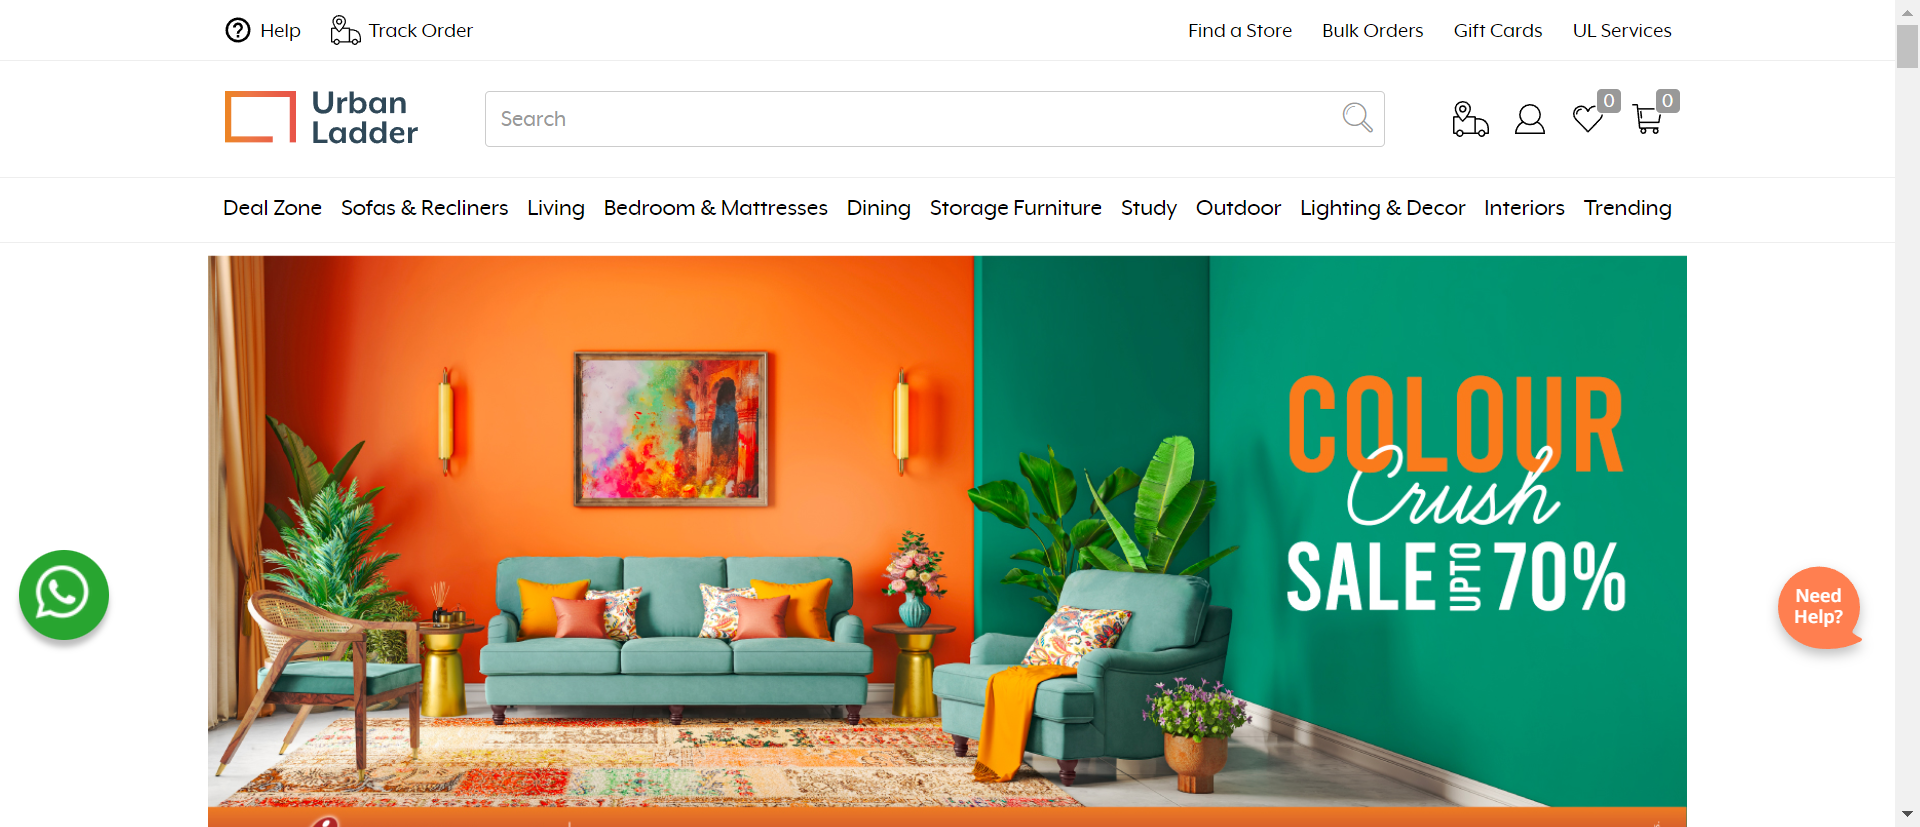 Help
Track Order
Find a Store
Bulk Orders
Gift Cards
UL Services
Urban
Ladder
Search
0
0
Deal Zone
Sofas & Recliners
Living
Bedroom & Mattresses
Dining
Storage Furniture
Study
Outdoor
Lighting & Decor
Interiors
Trending
COLOUR
Crush
SALE UPTO 70%
Need
Help?